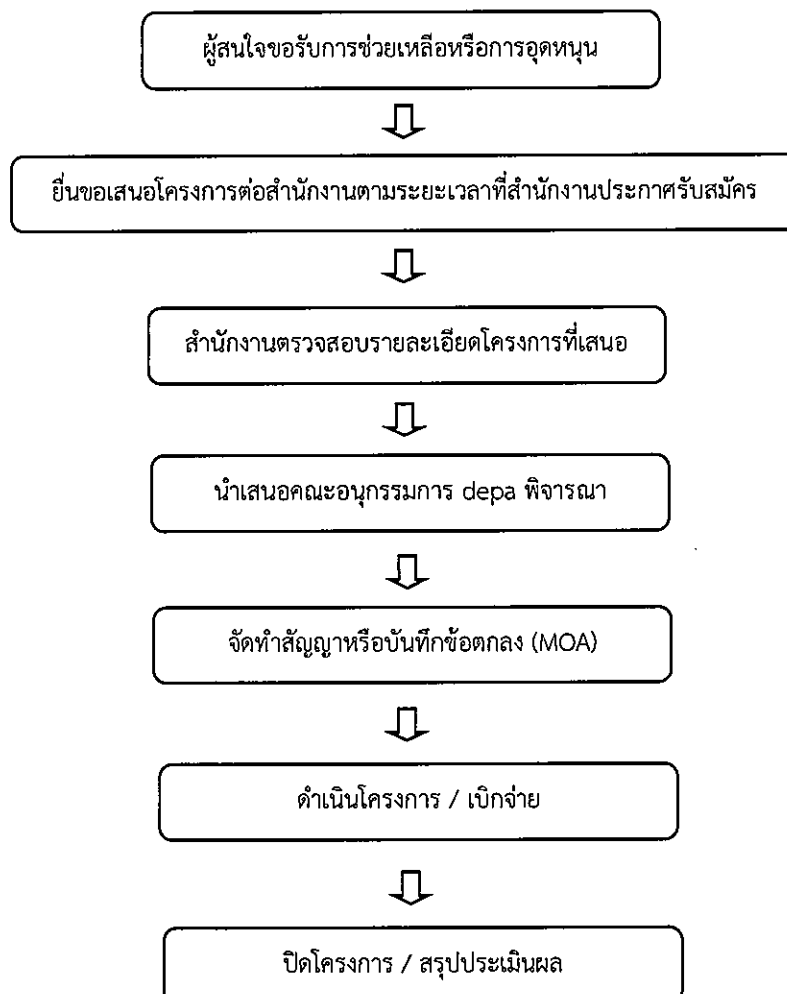 ผู้สนใจขอรับการช่วยเหลือหรือการอุดหนุน
ยื่นขอเสนอโครงการต่อสำนักงานตามระยะเวลาที่สำนักงานประกาศรับสมัคร
สำนักงานตรวจสอบรายละเอียดโครงการที่เสนอ
นำเสนอคณะอนุกรรมการ depa พิจารณา
จัดทำสัญญาหรือบันทึกข้อตกลง (MOA)
ดำเนินโครงการ / เบิกจ่าย
ปิดโครงการ / สรุปประเมินผล